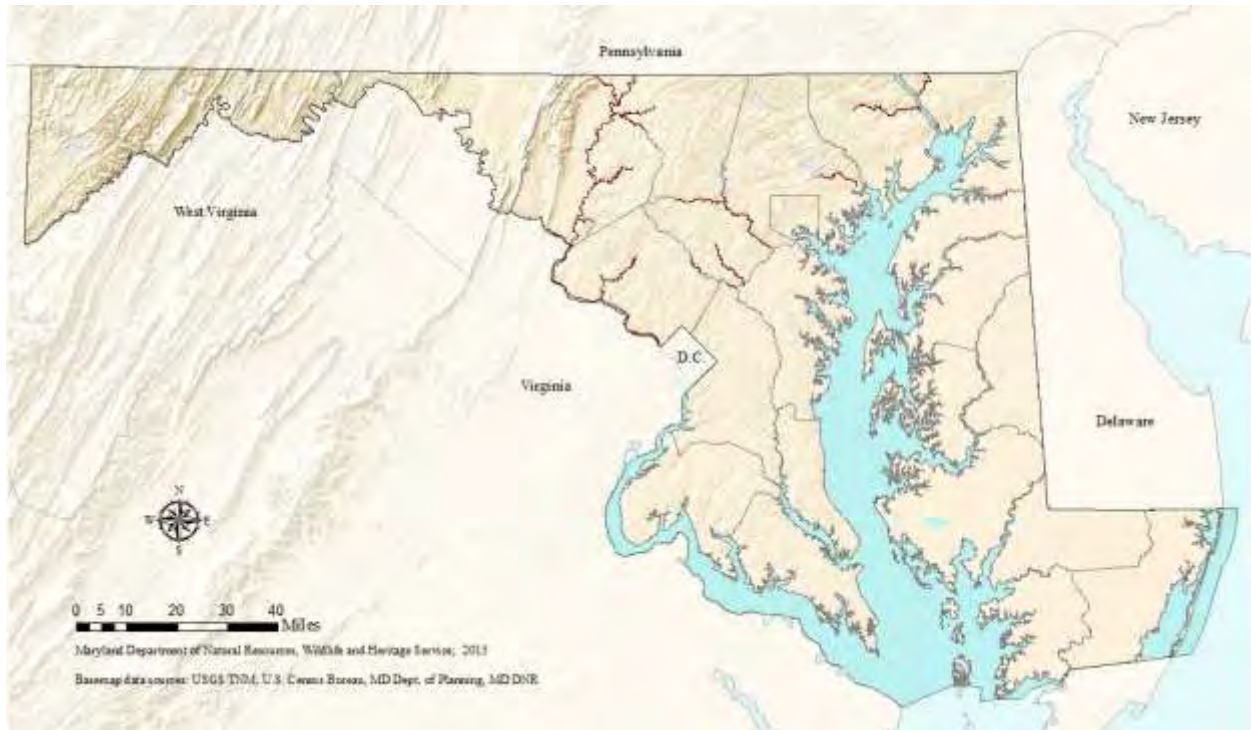 Pennsylvania
New Jersey
West Virginia
D.C.
Virginia
Delaware
N
W E
S
0 5 10 20 30 40
Miles
Maryland Department of Natural Resources, Wildlife and Heritage Service, 2015
Basemap data sources: USGS TNM, U.S. Census Bureau, MD Dept. of Planning, MD DNR